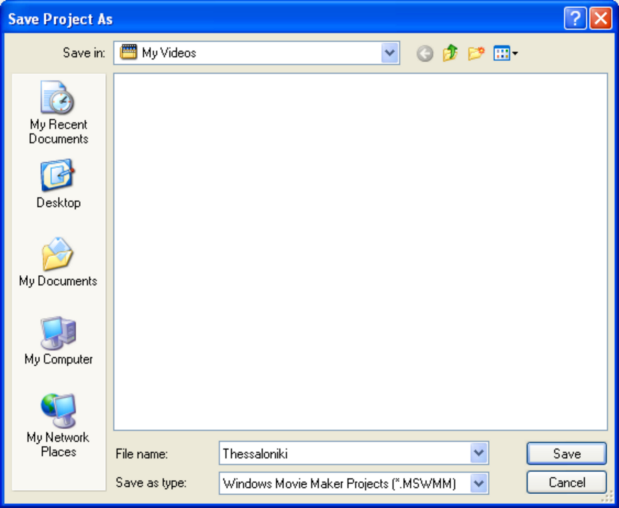 Save Project As
Save in:
My Videos
My Recent
Documents
Desktop
My Documents
My Computer
My Network
Places
File name:
Thessaloniki
Save
Save as type:
Windows Movie Maker Projects (*.MSWMM)
Cancel